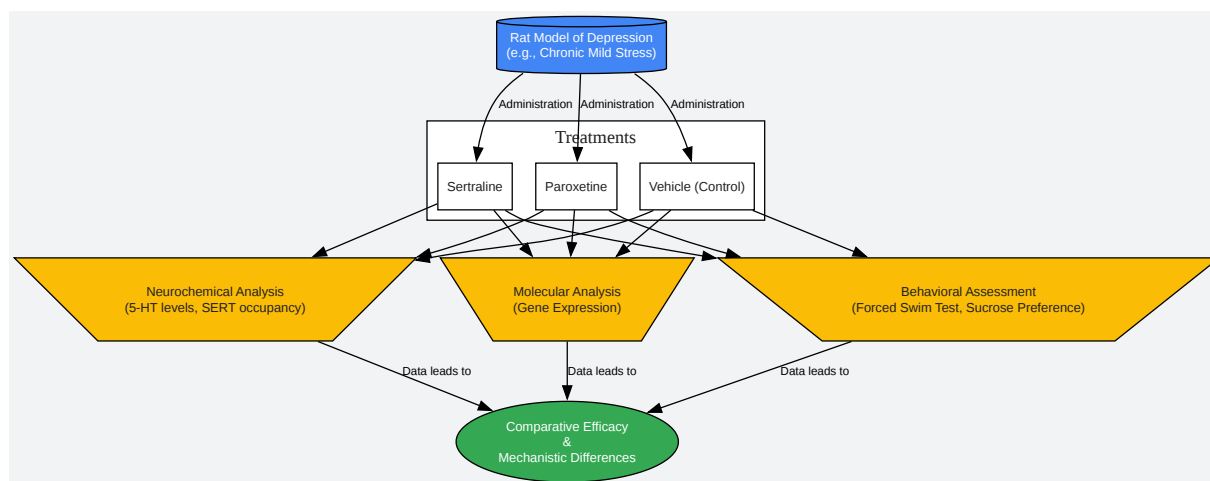 Rat Model of Depression
(e.g., Chronic Mild Stress)
Administration
Administration
Administration
Treatments
Sertraline
Paroxetine
Vehicle (Control)
Neurochemical Analysis
(5-HT levels, SERT occupancy)
Molecular Analysis
(Gene Expression)
Behavioral Assessment
(Forced Swim Test, Sucrose Preference)
Data leads to
Data leads to
Data leads to
Comparative Efficacy
&
Mechanistic Differences